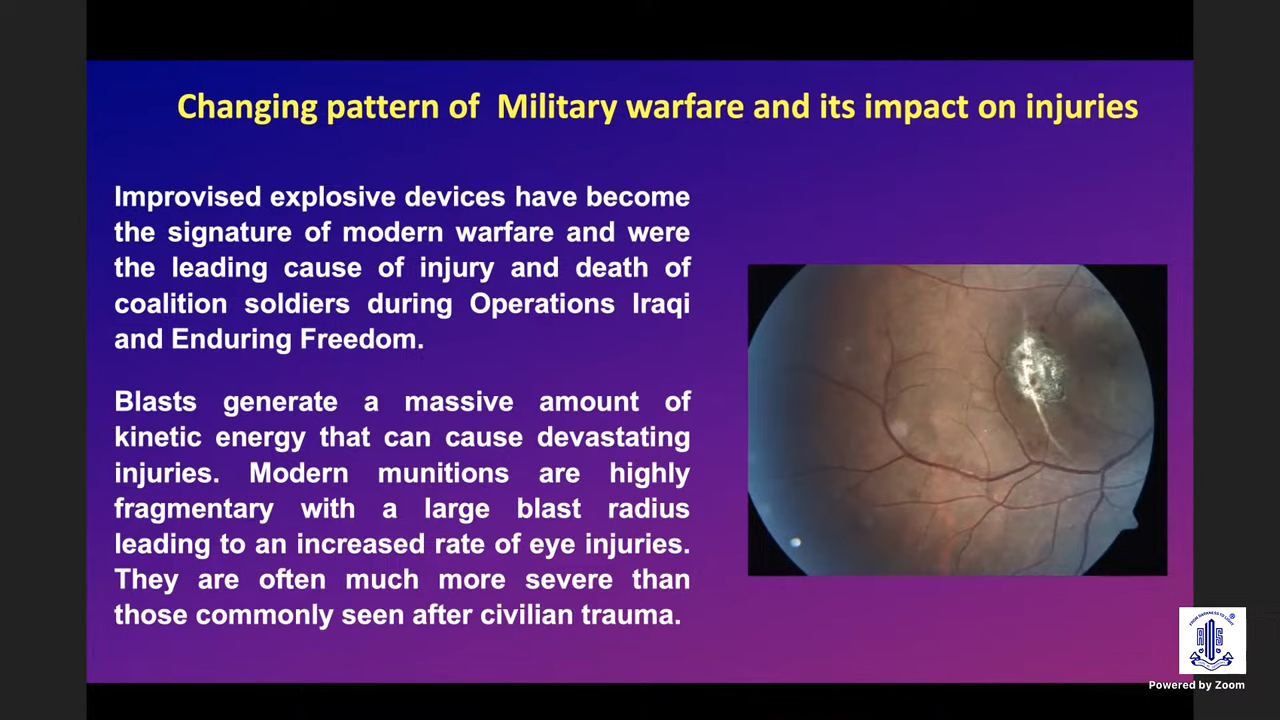 Changing pattern of Military warfare and its impact on injuries
Improvised explosive devices have become
the signature of modern warfare and were
the leading cause of injury and death of
coalition soldiers during Operations Iraqi
and Enduring Freedom.
Blasts generate a massive amount of
kinetic energy that can cause devastating
injuries. Modern munitions are highly
fragmentary with a large blast radius
leading to an increased rate of eye injuries.
They are often much more severe than
those commonly seen after civilian trauma.
Powered by Zoom